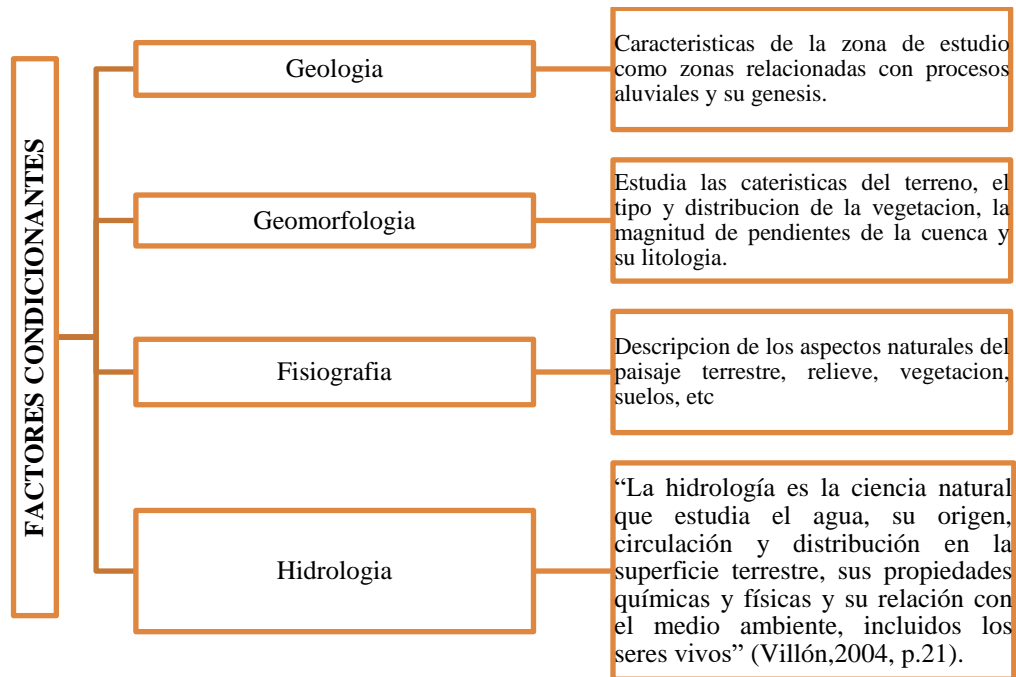 FACTORES CONDICIONANTES
Geologia
Caracteristicas de la zona de estudio
como zonas relacionadas con procesos
aluviales y su genesis.
Geomorfologia
Estudia las cateristicas del terreno, el
tipo y distribucion de la vegetacion, la
magnitud de pendientes de la cuenca y
su litologia.
Fisiografia
Descripcion de los aspectos naturales del
paisaje terrestre, relieve, vegetacion,
suelos, etc
Hidrologia
“La hidrología es la ciencia natural
que estudia el agua, su origen,
circulación y distribución en la
superficie terrestre, sus propiedades
químicas y físicas y su relación con
el medio ambiente, incluidos los
seres vivos” (Villón,2004, p.21).